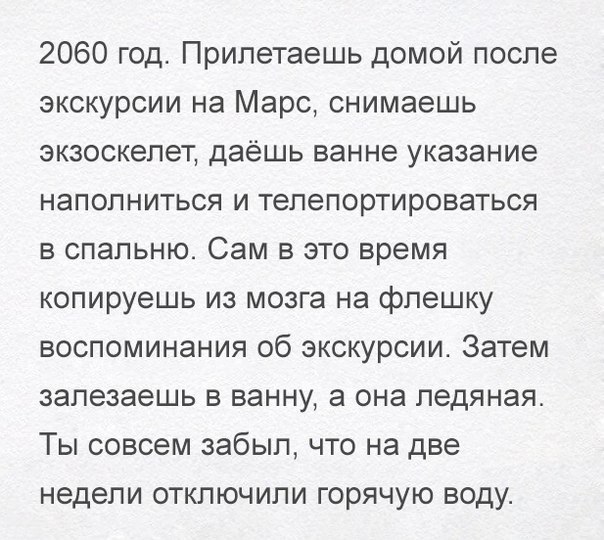 2060 год. Прилетаешь домой после
экскурсии на Марс, снимаешь
экзоскелет, даёшь ванне указание
наполниться и телепортироваться
в спальню. Сам в это время
копируешь из мозга на флешку
воспоминания об экскурсии. Затем
залезаешь в ванну, а она ледяная.
Ты совсем забыл, что на две
недели отключили горячую воду.